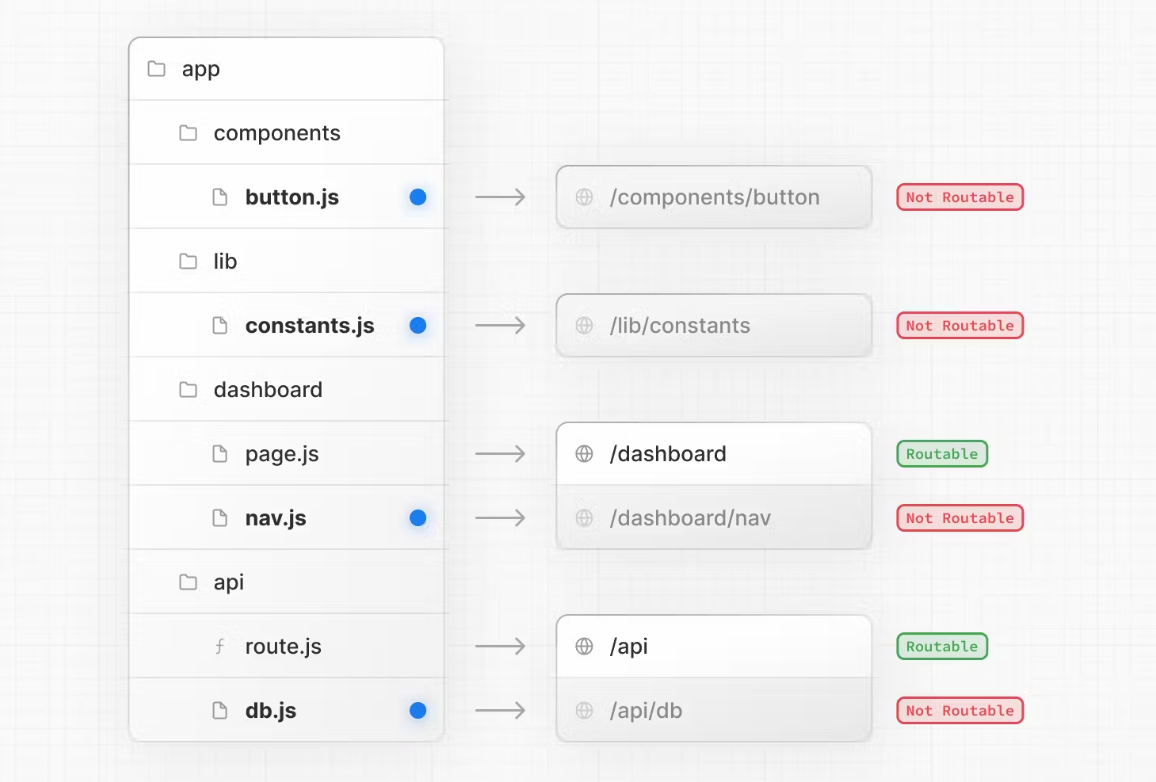 app
components
button.js /components/button Not Routable
lib
constants.js /lib/constants Not Routable
dashboard
page.js /dashboard Routable
nav.js /dashboard/nav Not Routable
api
route.js /api Routable
db.js /api/db Not Routable